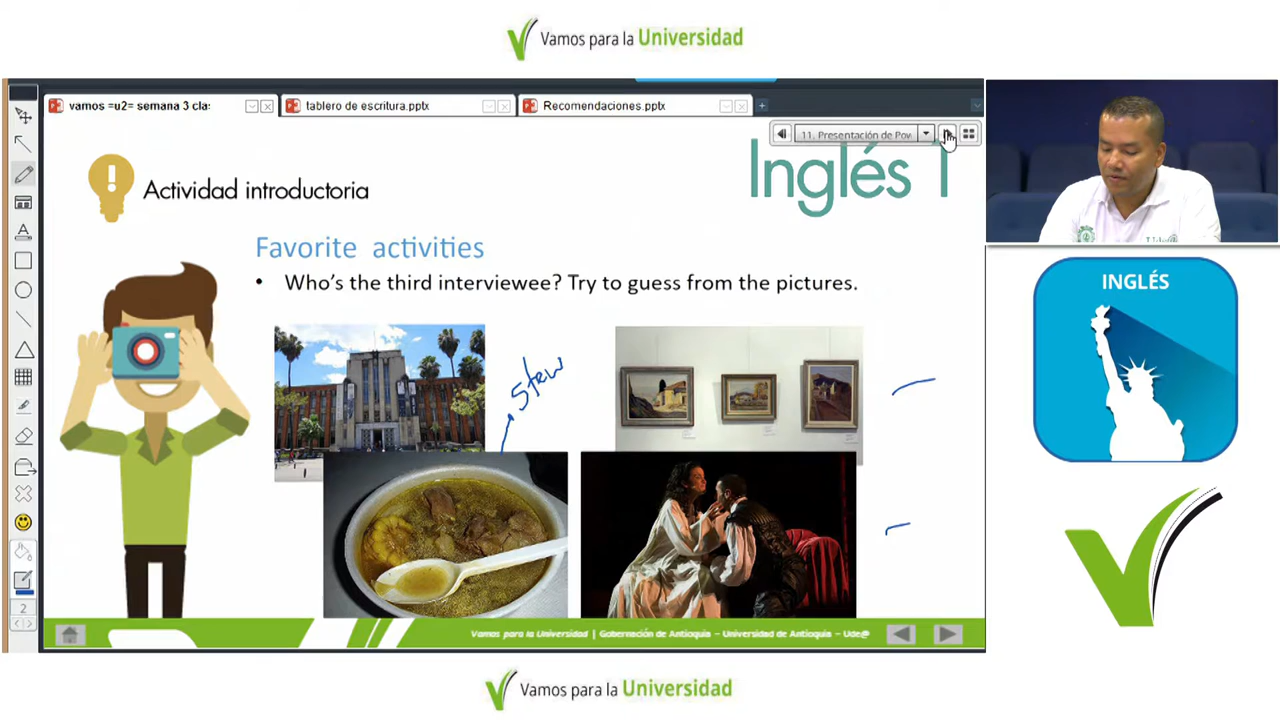 Vamos para la Universidad
vamos =u2= semana 3 cla:
tablero de escritura.pptx
Recomendaciones.pptx
11. Presentación de Pow
Inglés 1
Actividad introductoria
Favorite activities
• Who's the third interviewee? Try to guess from the pictures.
stew
INGLÉS
2
Vamos para la Universidad | Gobernación de Antioquia – Universidad de Antioquia – Ude@
Vamos para la Universidad